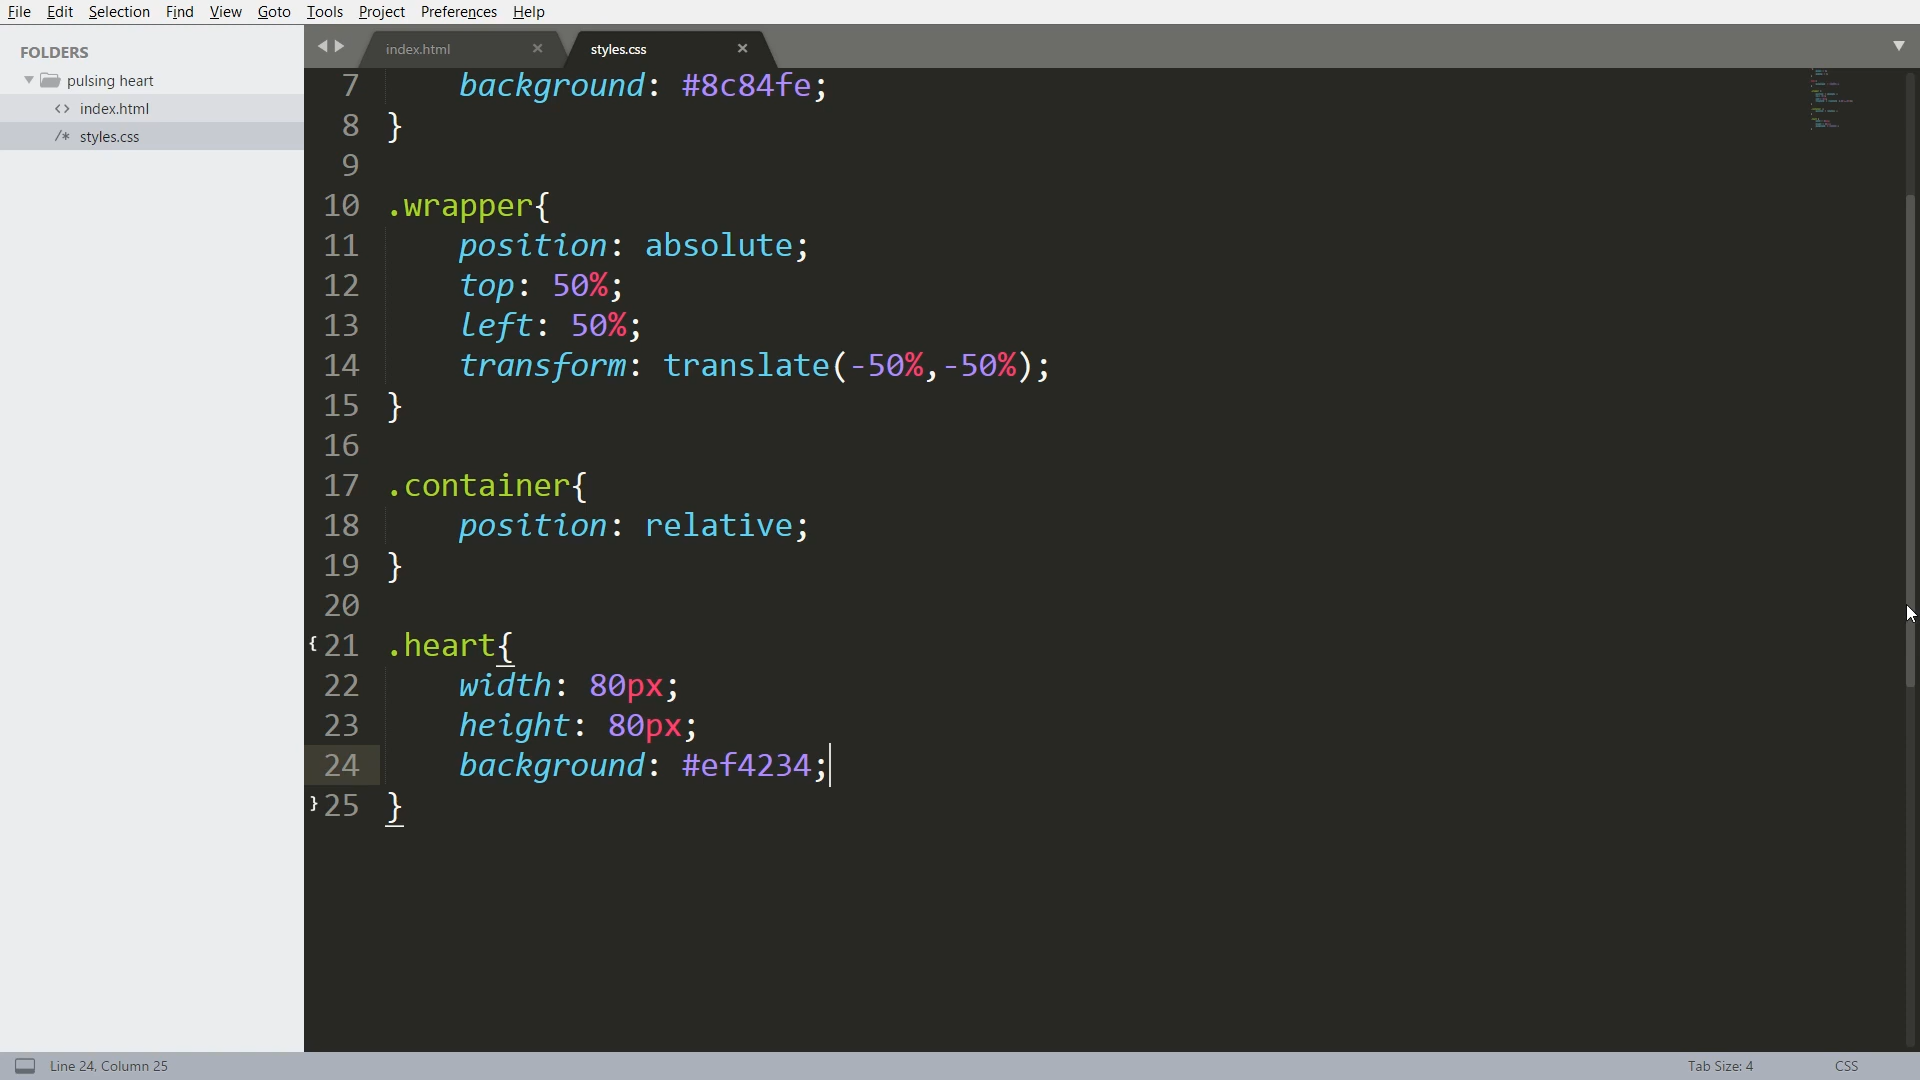 File Edit Selection Find View Goto Tools Project Preferences Help
FOLDERS
pulsing heart
<> index.html
/* styles.css
index.html × styles.css ×
7 background: #8c84fe;
8 }
9
10 .wrapper{
11 position: absolute;
12 top: 50%;
13 left: 50%;
14 transform: translate(-50%,-50%);
15 }
16
17 .container{
18 position: relative;
19 }
20
{ 21 .heart{
22 width: 80px;
23 height: 80px;
24 background: #ef4234;
} 25 }
Line 24, Column 25 Tab Size: 4 CSS